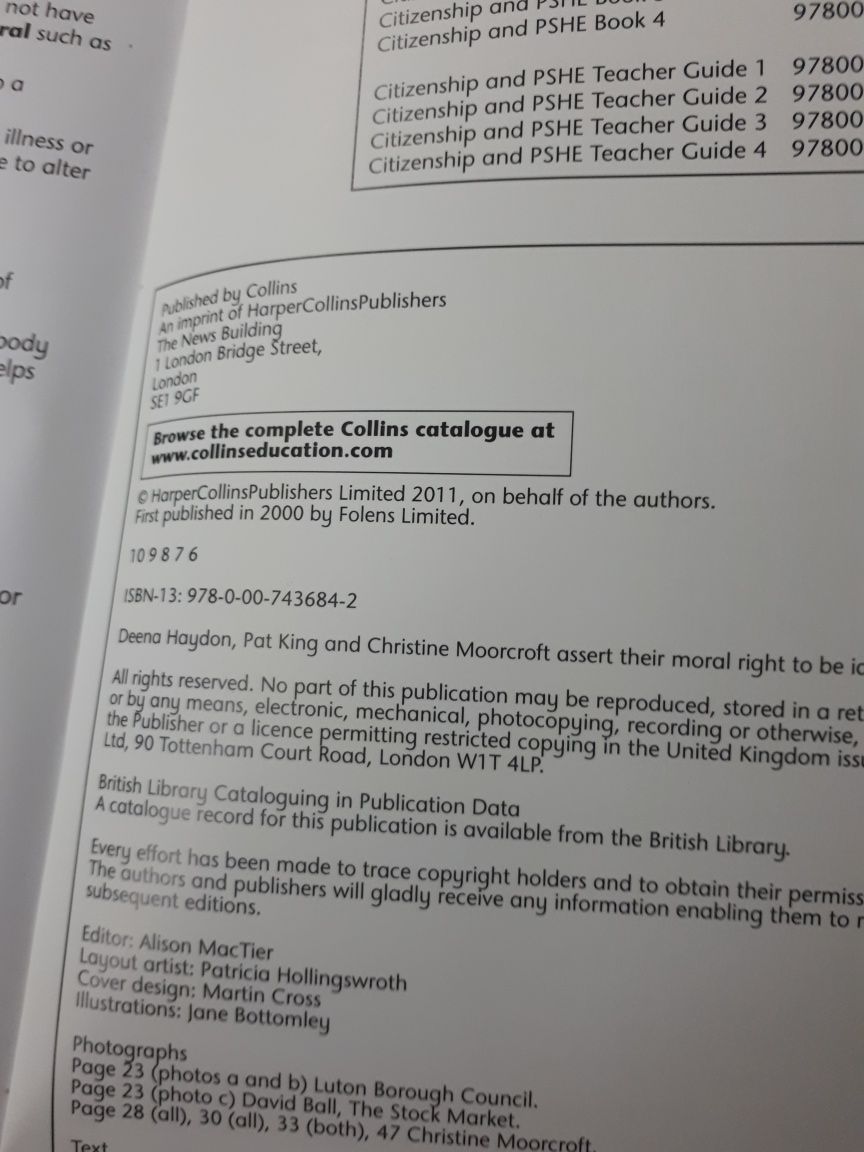 not have
ral such as
a
illness or
e to alter
of
body
elps
or
Citizenship and PSHE Book
Citizenship and PSHE Book 4 97800
Citizenship and PSHE Teacher Guide 1 97800
Citizenship and PSHE Teacher Guide 2 97800
Citizenship and PSHE Teacher Guide 3 97800
Citizenship and PSHE Teacher Guide 4 97800
Published by Collins
An imprint of HarperCollinsPublishers
The News Building
1 London Bridge Street,
London
SE1 9GF
Browse the complete Collins catalogue at
www.collinseducation.com
© HarperCollinsPublishers Limited 2011, on behalf of the authors.
First published in 2000 by Folens Limited.
10 9 8 7 6
ISBN-13: 978-0-00-743684-2
Deena Haydon, Pat King and Christine Moorcroft assert their moral right to be id
All rights reserved. No part of this publication may be reproduced, stored in a ret
or by any means, electronic, mechanical, photocopying, recording or otherwise,
the Publisher or a licence permitting restricted copying in the United Kingdom issu
Ltd, 90 Tottenham Court Road, London W1T 4LP.
British Library Cataloguing in Publication Data
A catalogue record for this publication is available from the British Library.
Every effort has been made to trace copyright holders and to obtain their permiss
The authors and publishers will gladly receive any information enabling them to r
subsequent editions.
Editor: Alison MacTier
Layout artist: Patricia Hollingswroth
Cover design: Martin Cross
Illustrations: Jane Bottomley
Photographs
Page 23 (photos a and b) Luton Borough Council.
Page 23 (photo c) David Ball, The Stock Market.
Page 28 (all), 30 (all), 33 (both), 47 Christine Moorcroft.
Text